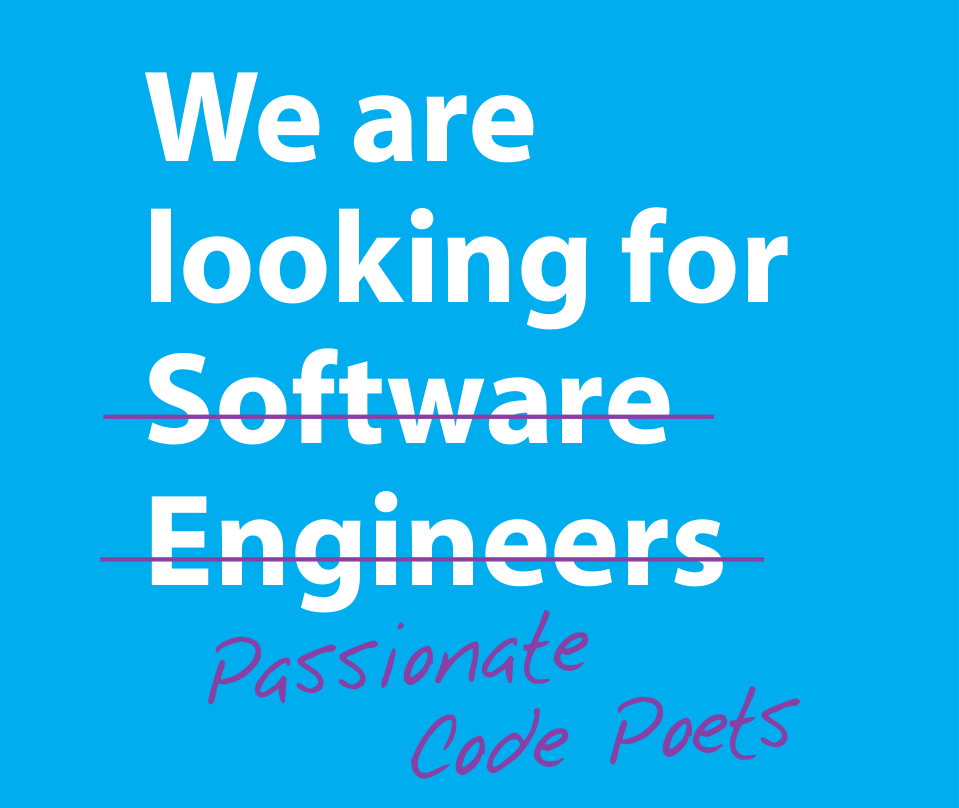 We are
looking for
Software
Engineers
Passionate
Code Poets